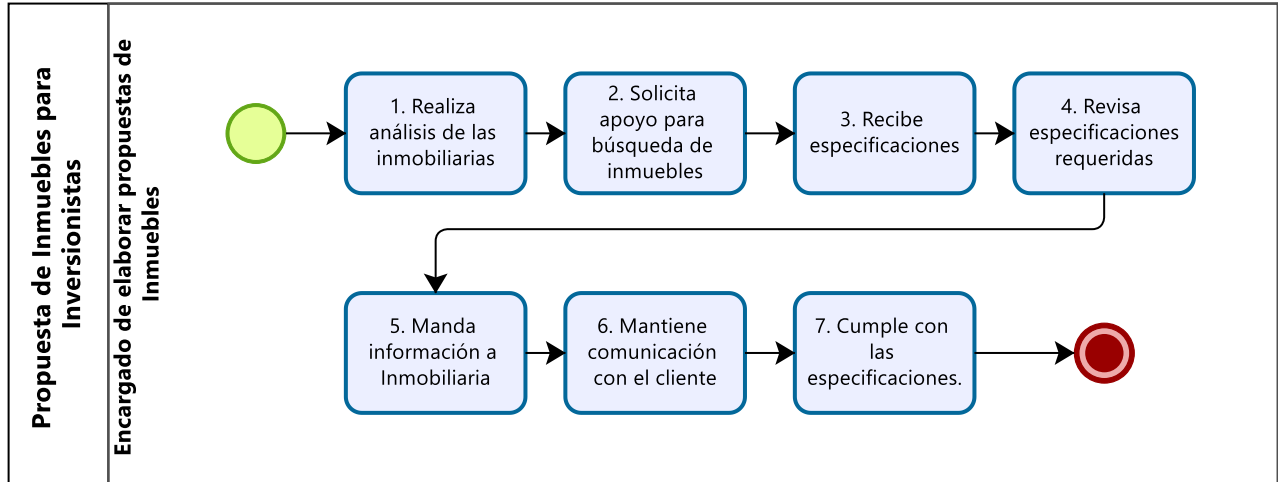 Propuesta de Inmuebles para
Inversionistas
Encargado de elaborar propuestas de
Inmuebles
1. Realiza
análisis de las
inmobiliarias
2. Solicita
apoyo para
búsqueda de
inmuebles
3. Recibe
especificaciones
4. Revisa
especificaciones
requeridas
5. Manda
información a
Inmobiliaria
6. Mantiene
comunicación
con el cliente
7. Cumple con
las
especificaciones.